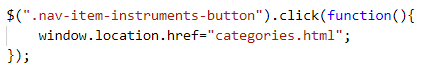 $(".nav-item-instruments-button").click(function(){
    window.location.href="categories.html";
});